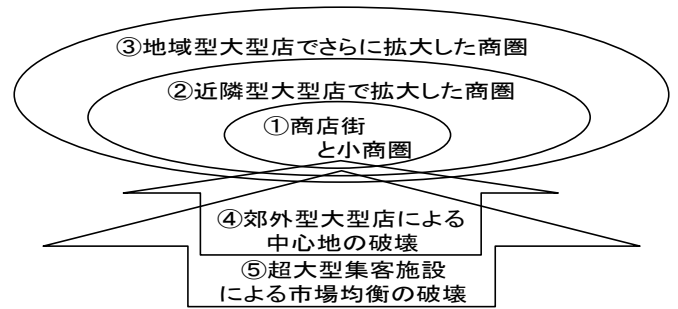 ③地域型大型店でさらに拡大した商圏
②近隣型大型店で拡大した商圏
①商店街
と小商圏
④郊外型大型店による
中心地の破壊
⑤超大型集客施設
による市場均衡の破壊